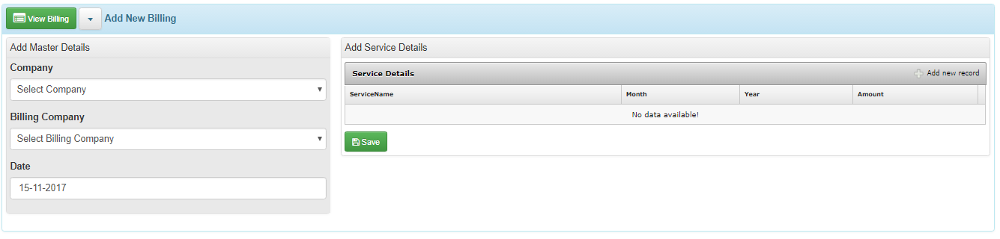 View Billing Add New Billing
Add Master Details
Company
Select Company
Billing Company
Select Billing Company
Date
15-11-2017
Add Service Details
Service Details Add new record
ServiceName Month Year Amount
No data available!
Save